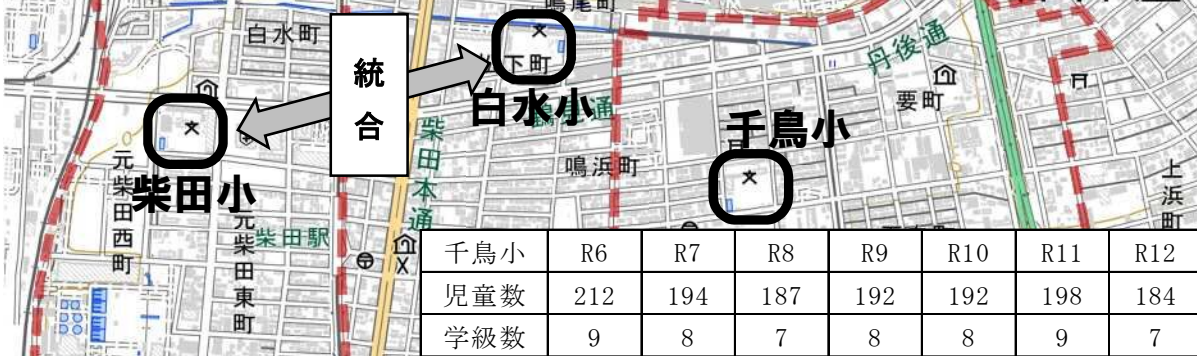 鳴尾町
白水町
下町
統合
白水小
丹後通
要町
千鳥小
柴田本通
鳴浜町
柴田小
元柴田西町
元柴田東町
柴田駅
上浜町
千鳥小 R6 R7 R8 R9 R10 R11 R12
児童数 212 194 187 192 192 198 184
学級数 9 8 7 8 8 9 7